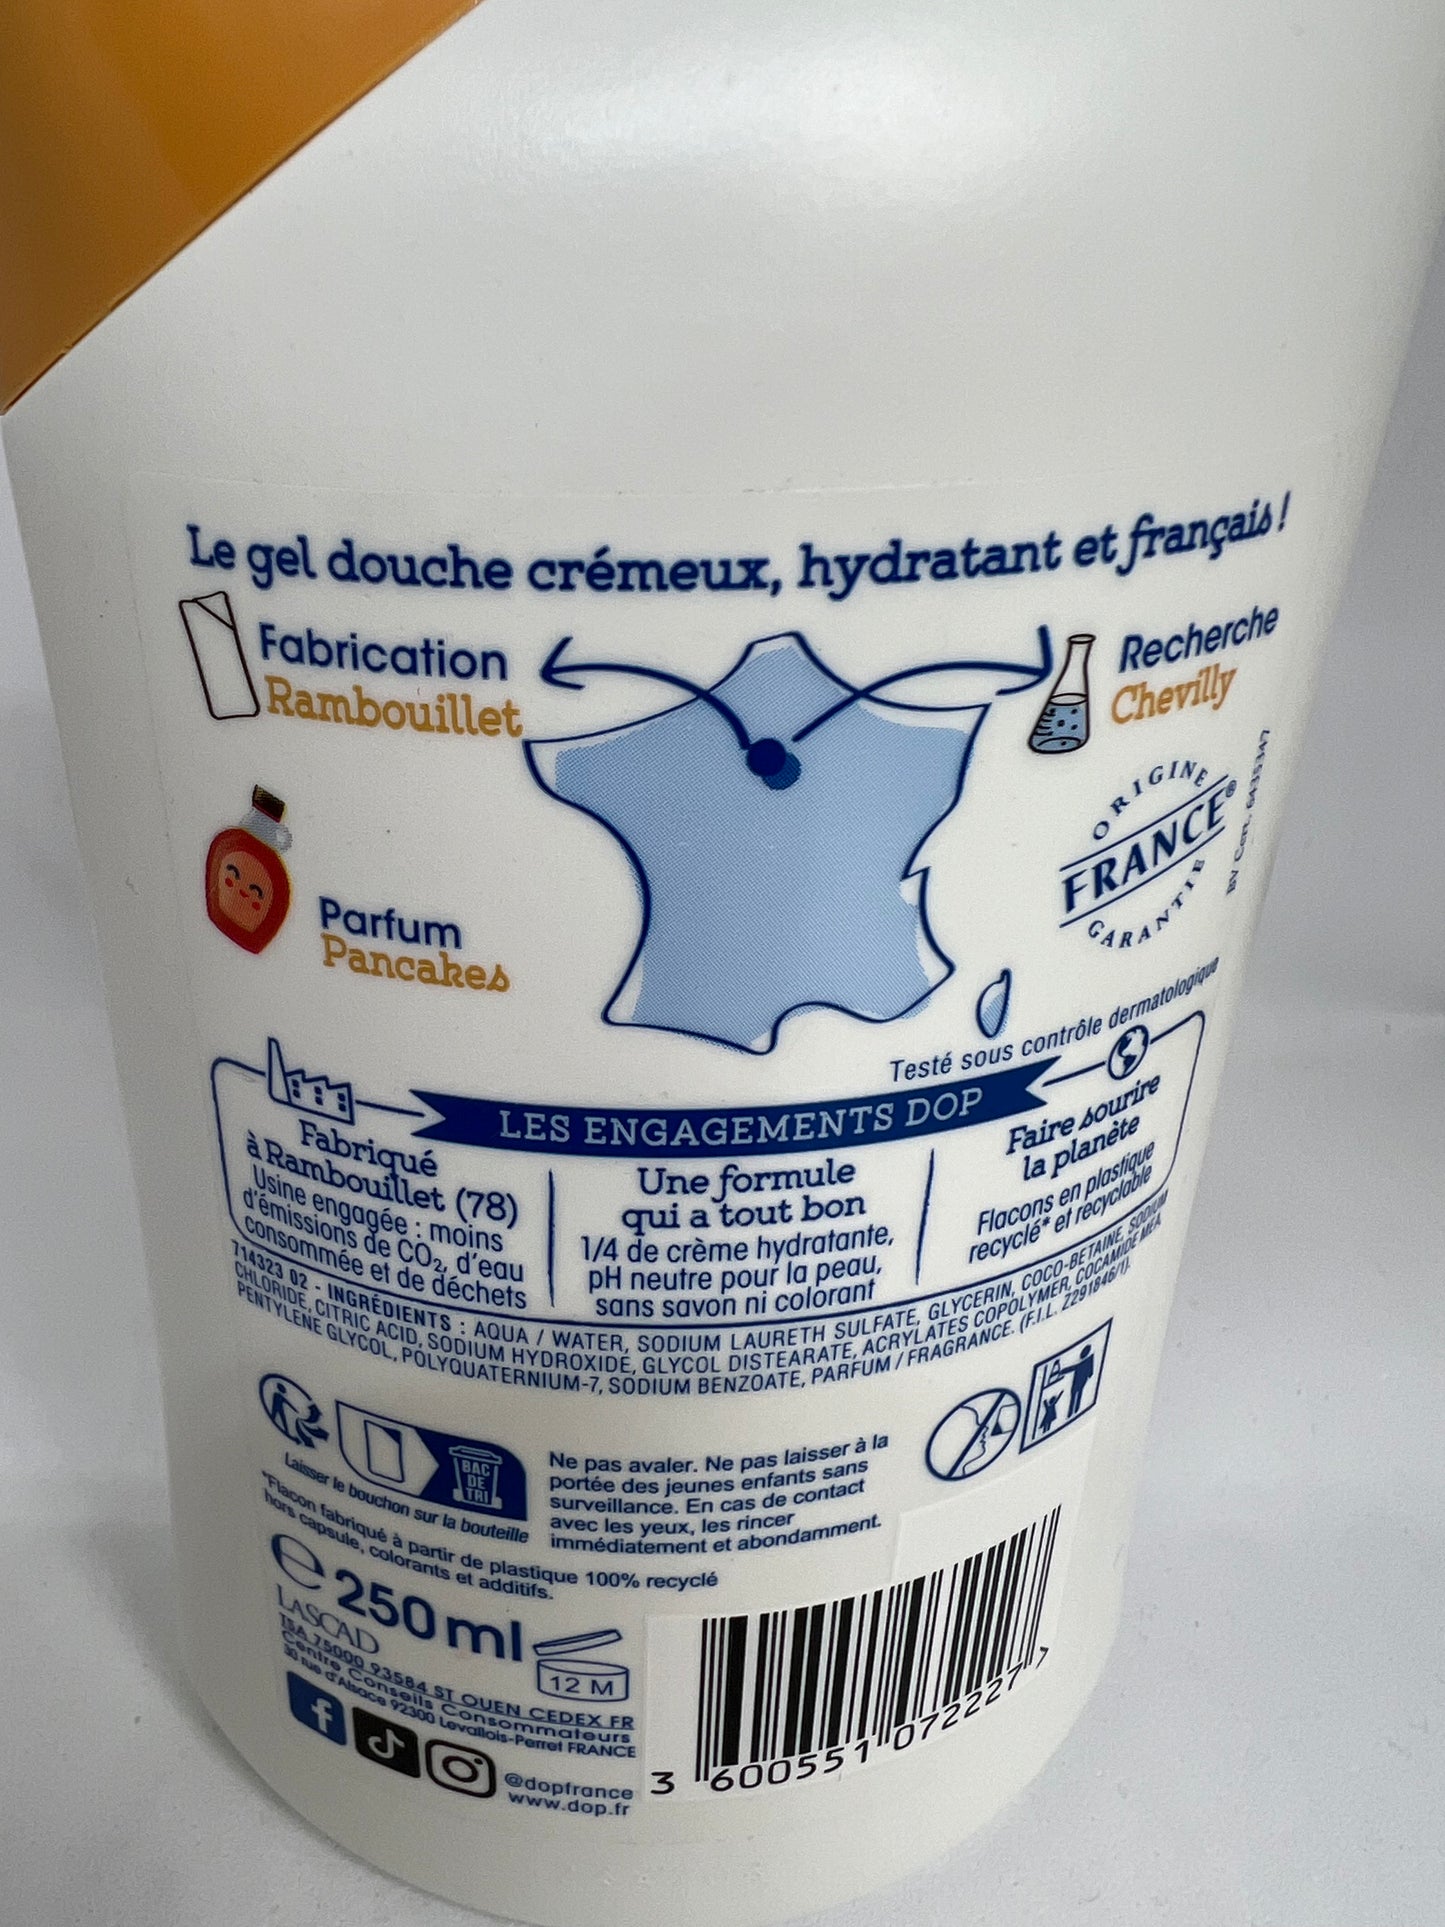 Le gel douche crémeux, hydratant et français !
Fabrication
Rambouillet
Recherche
Chevilly
ORIGINE
FRANCE®
GARANTIE
BV Cert. 6435347
Parfum
Pancakes
Testé sous contrôle dermatologique
LES ENGAGEMENTS DOP
Fabriqué
à Rambouillet (78)
Usine engagée : moins
d'émissions de CO₂, d'eau
consommée et de déchets
Une formule
qui a tout bon
1/4 de crème hydratante,
pH neutre pour la peau,
sans savon ni colorant
Faire sourire
la planète
Flacons en plastique
recyclé* et recyclable
714323 02 - INGRÉDIENTS : AQUA / WATER, SODIUM LAURETH SULFATE, GLYCERIN, COCO-BETAINE, SODIUM
CHLORIDE, CITRIC ACID, SODIUM HYDROXIDE, GLYCOL DISTEARATE, ACRYLATES COPOLYMER, COCAMIDE MEA,
PENTYLENE GLYCOL, POLYQUATERNIUM-7, SODIUM BENZOATE, PARFUM / FRAGRANCE. (F.I.L. Z291846/1).
BAC
DE
TRI
Laisser le bouchon sur la bouteille
Ne pas avaler. Ne pas laisser à la
portée des jeunes enfants sans
surveillance. En cas de contact
avec les yeux, les rincer
immédiatement et abondamment.
*Flacon fabriqué à partir de plastique 100% recyclé
hors capsule, colorants et additifs.
e 250 ml
12 M
LASCAD
TSA 75000 93584 ST OUEN CEDEX FR
Centre Conseils Consommateurs
30 rue d'Alsace 92300 Levallois-Perret FRANCE
@dopfrance
www.dop.fr
3 600551 072227